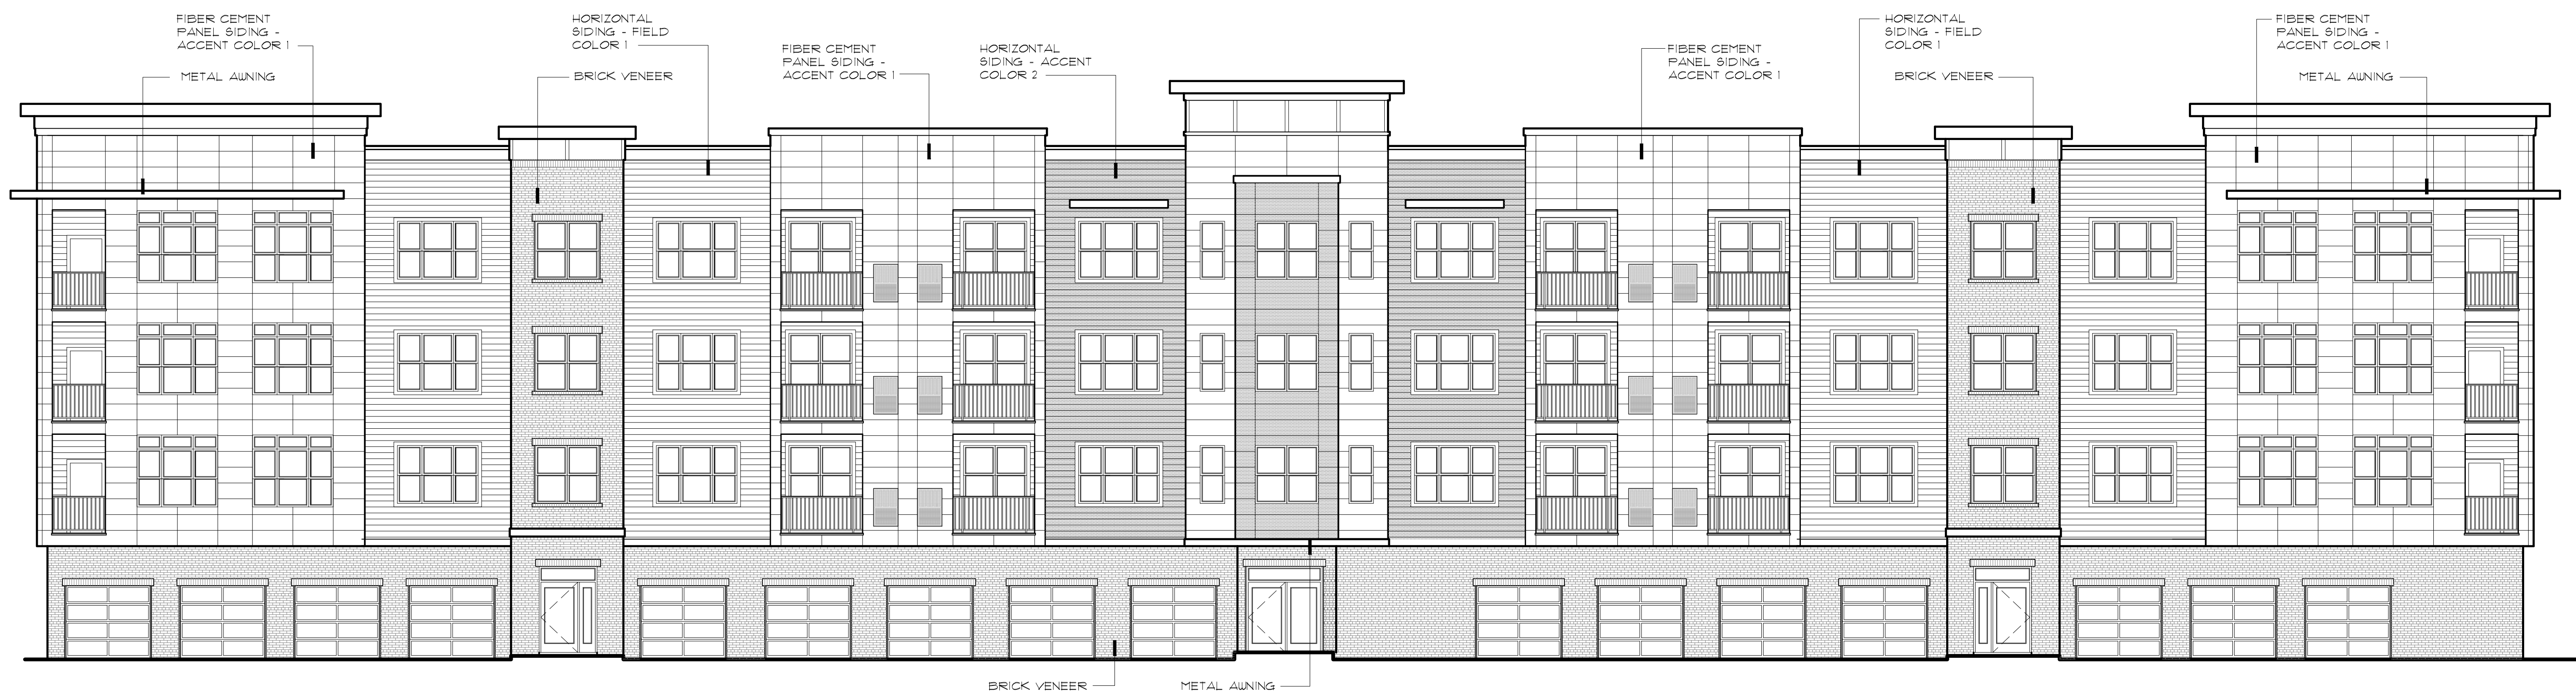 FIBER CEMENT
PANEL SIDING -
ACCENT COLOR 1
METAL AWNING
HORIZONTAL
SIDING - FIELD
COLOR 1
BRICK VENEER
FIBER CEMENT
PANEL SIDING -
ACCENT COLOR 1
HORIZONTAL
SIDING - ACCENT
COLOR 2
FIBER CEMENT
PANEL SIDING -
ACCENT COLOR 1
HORIZONTAL
SIDING - FIELD
COLOR 1
BRICK VENEER
FIBER CEMENT
PANEL SIDING -
ACCENT COLOR 1
METAL AWNING
BRICK VENEER
METAL AWNING